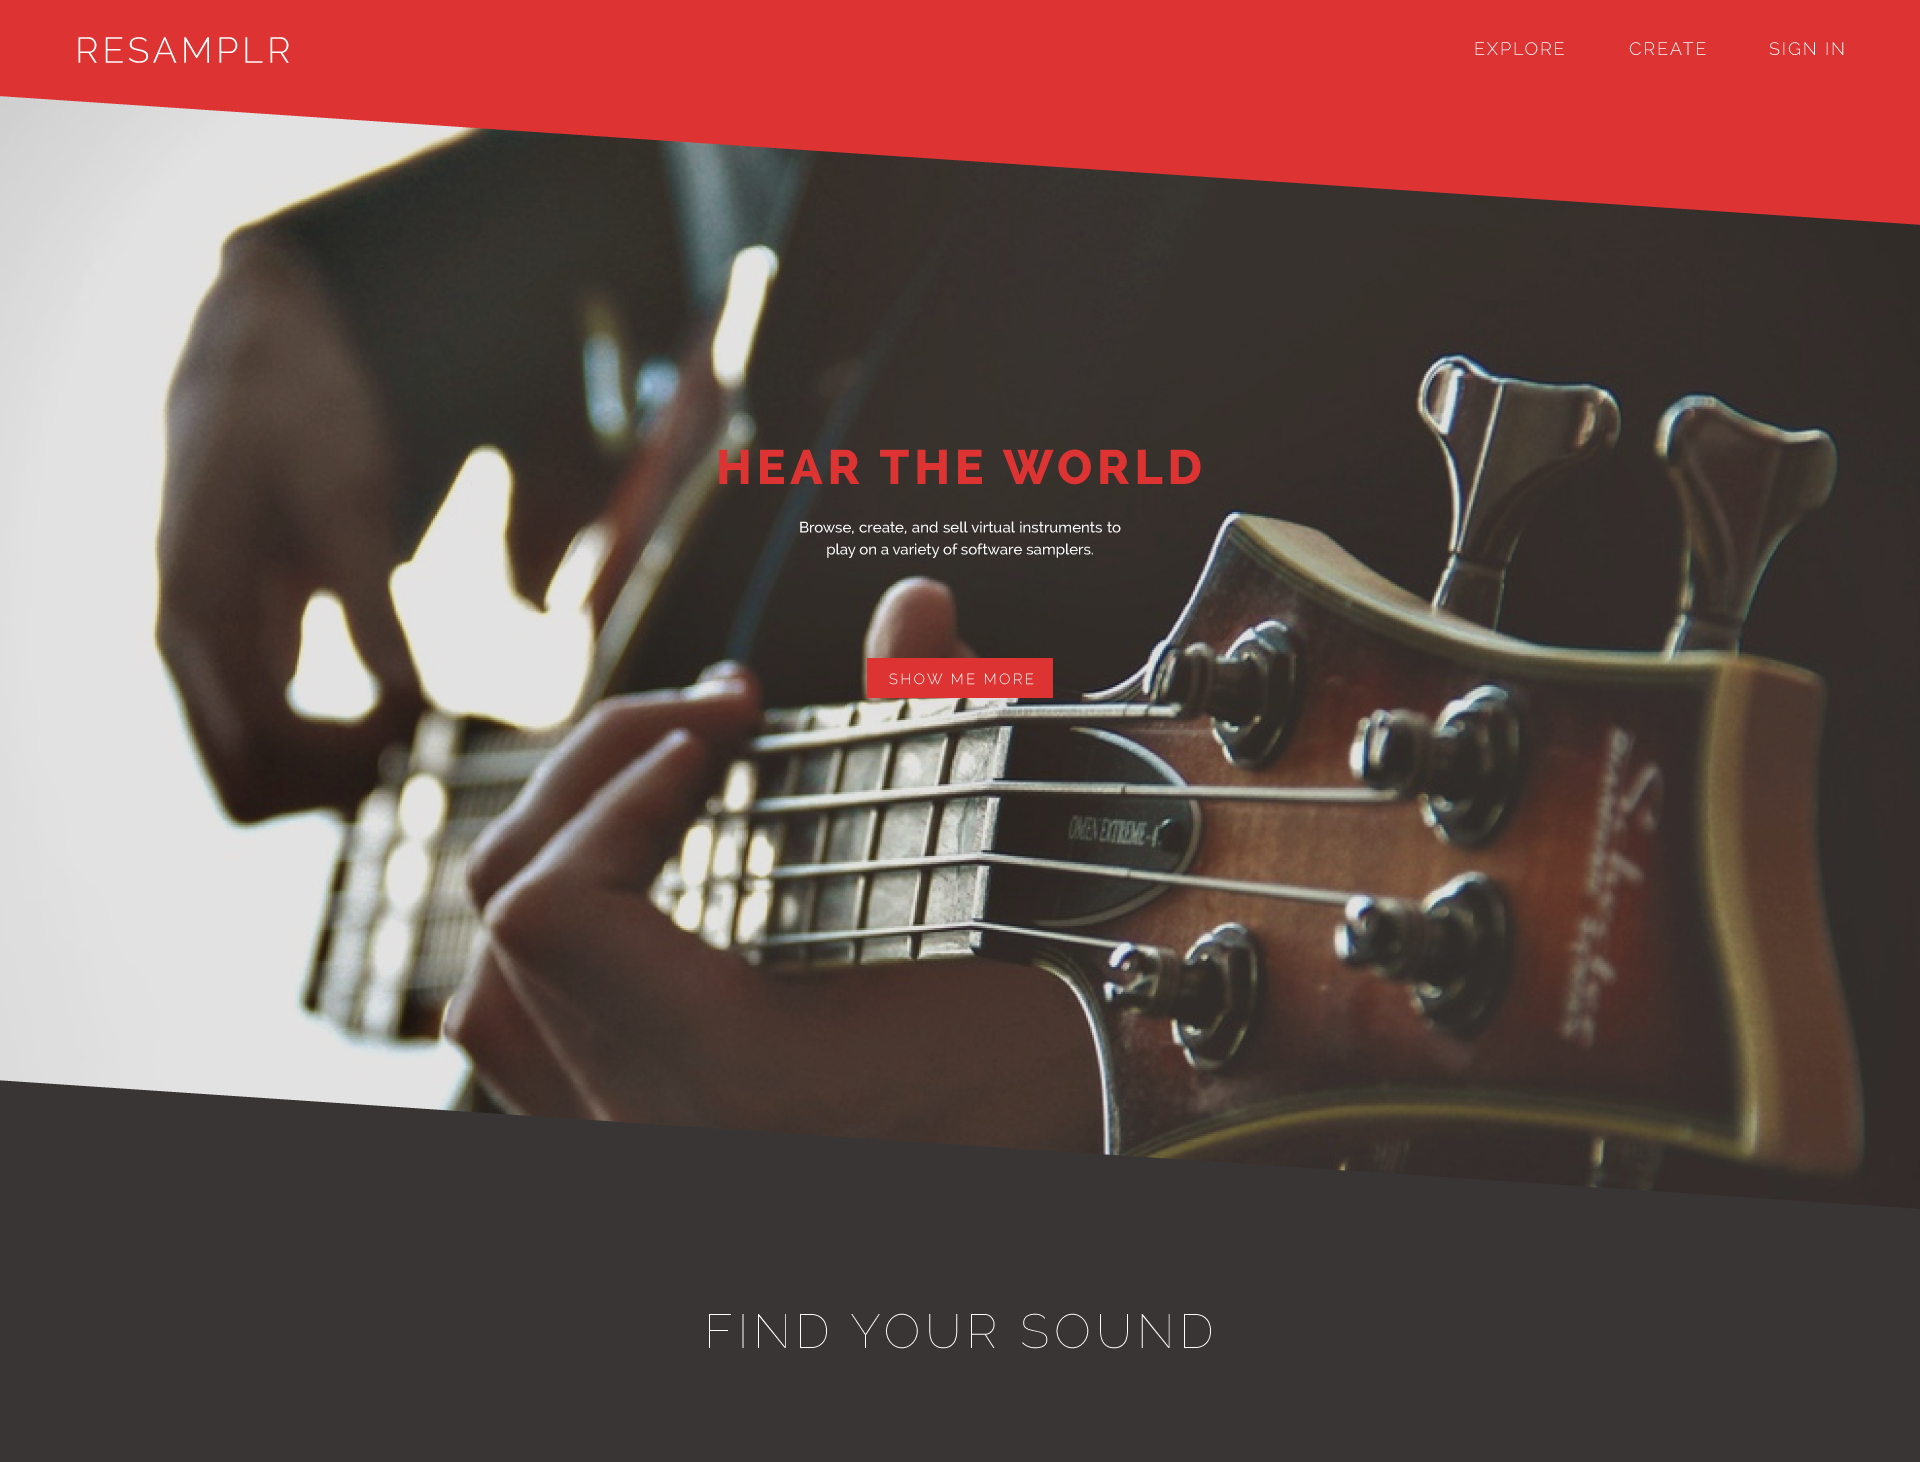 RESAMPLR
EXPLORE CREATE SIGN IN
HEAR THE WORLD
Browse, create, and sell virtual instruments to
play on a variety of software samplers.
SHOW ME MORE
OMEN EXTREME-4
FIND YOUR SOUND